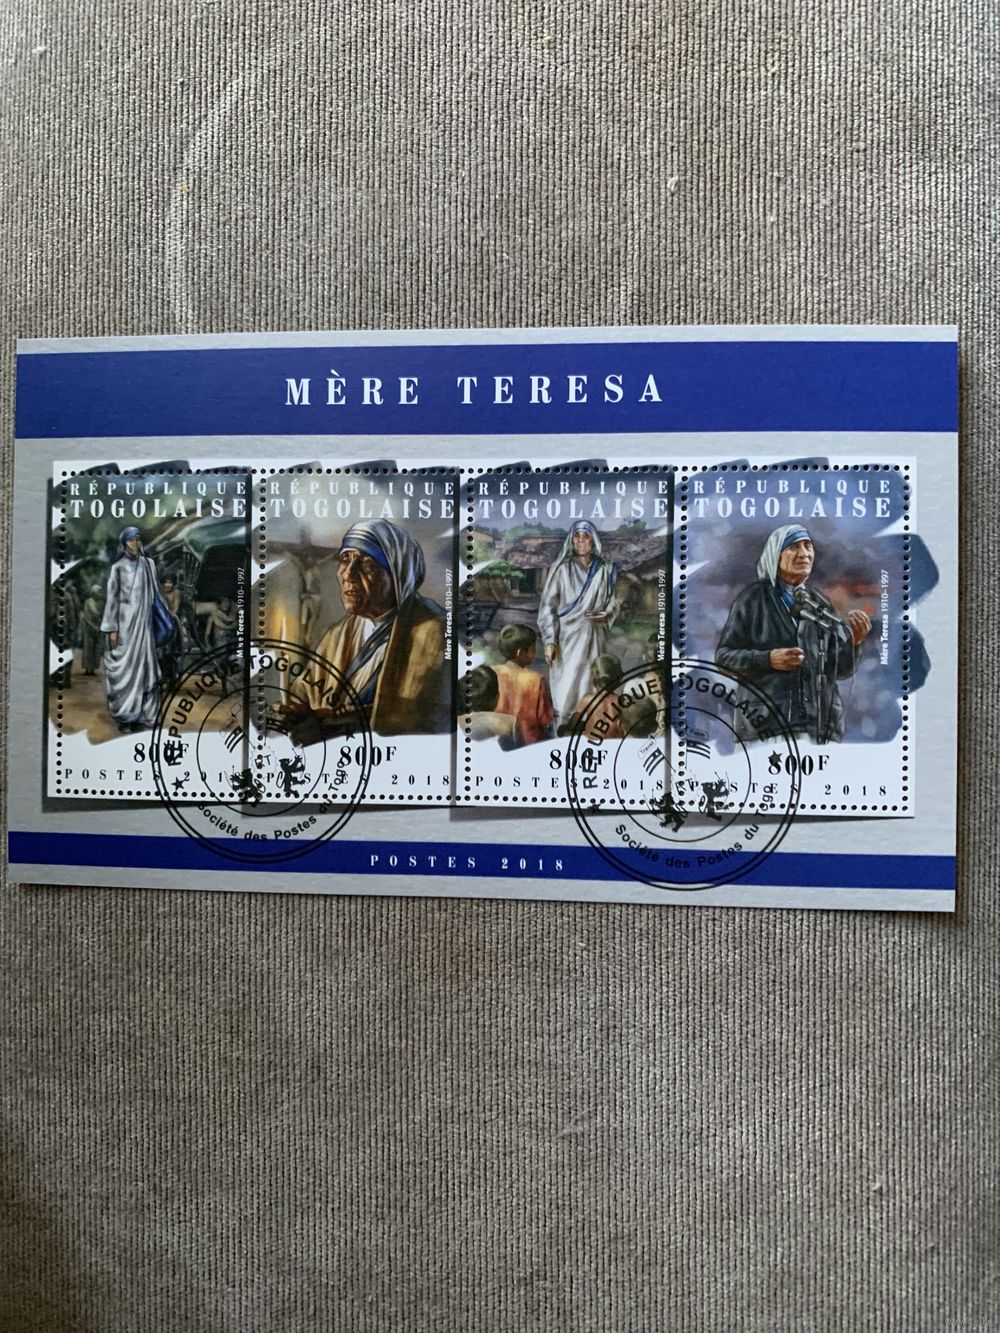 MÈRE TERESA
RÉPUBLIQUE
TOGOLAISE
Mère Teresa 1910–1997
800F
POSTES 2018
RÉPUBLIQUE
TOGOLAISE
Mère Teresa 1910–1997
800F
POSTES 2018
RÉPUBLIQUE
TOGOLAISE
Mère Teresa 1910–1997
800F
POSTES 2018
RÉPUBLIQUE
TOGOLAISE
Mère Teresa 1910–1997
800F
POSTES 2018
REPUBLIQUE TOGOLAISE
Société des Postes du Togo
REPUBLIQUE TOGOLAISE
Société des Postes du Togo
POSTES 2018